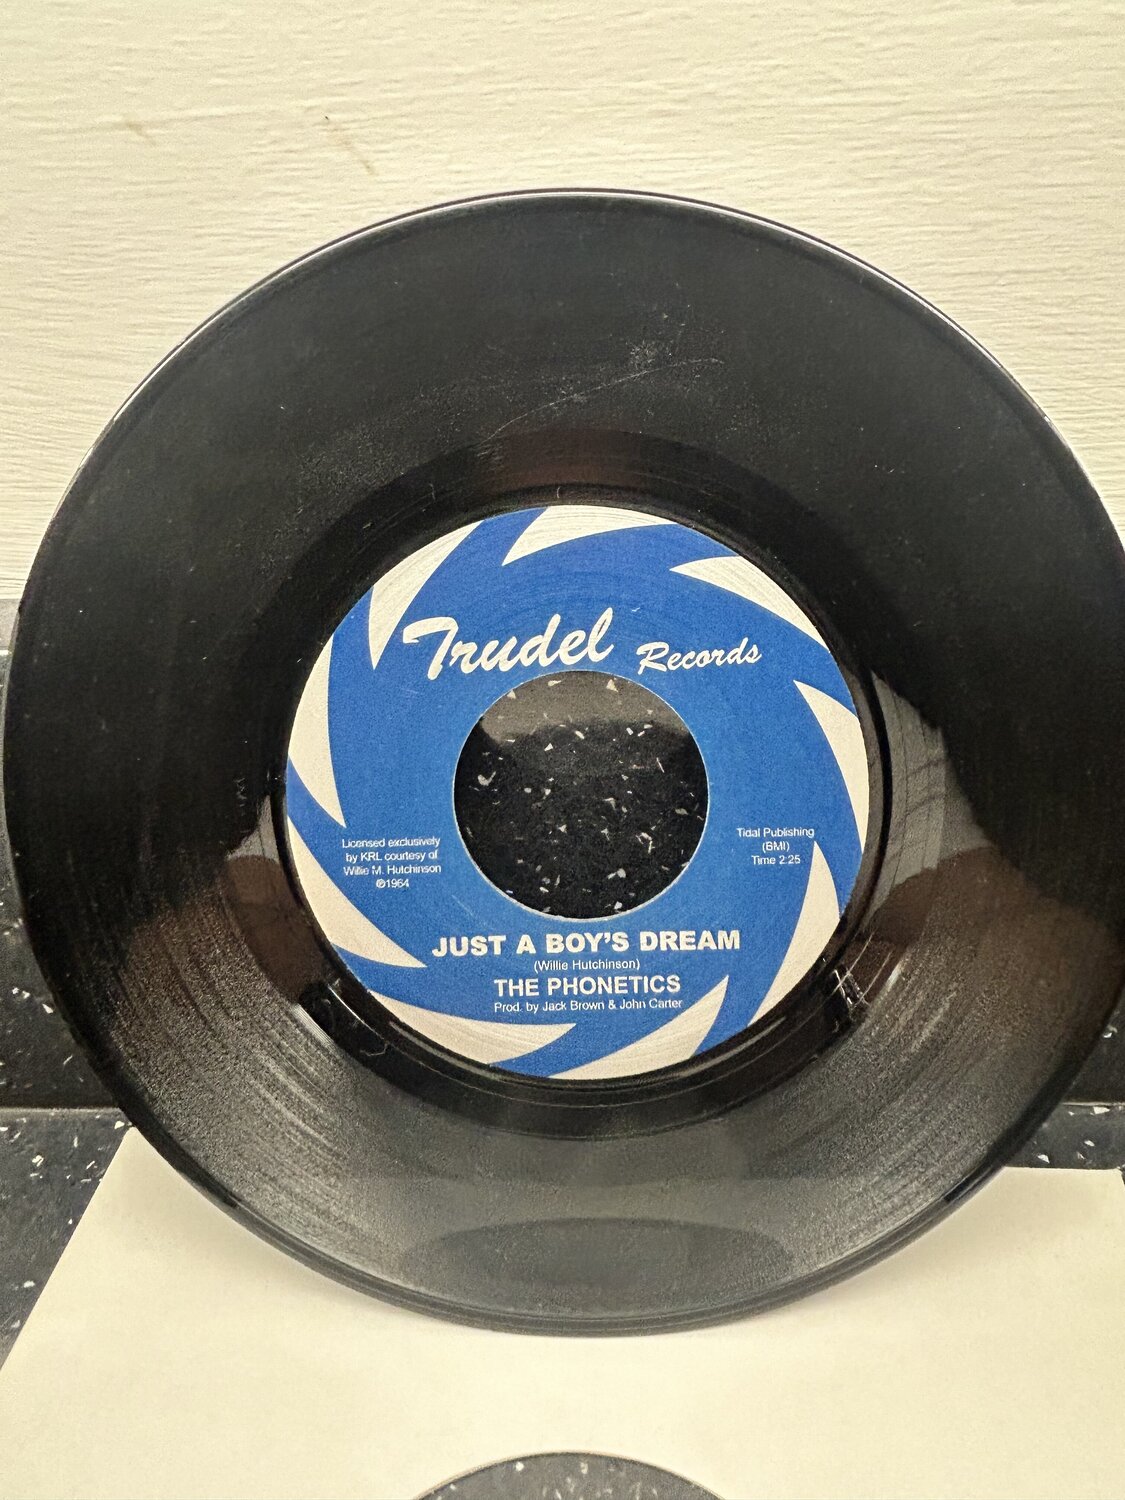 Trudel Records
Licensed exclusively
by KRL courtesy of
Willie M. Hutchinson
℗1964
Tidal Publishing
(BMI)
Time 2:25
JUST A BOY'S DREAM
(Willie Hutchinson)
THE PHONETICS
Prod. by Jack Brown & John Carter